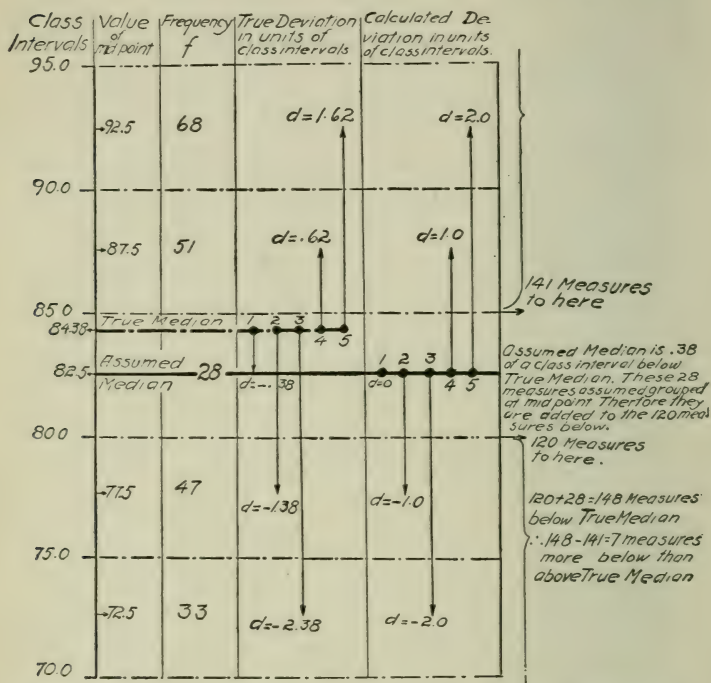 Class Intervals
Value of midpoint
Frequency f
True Deviation in units of class intervals
Calculated Deviation in units of class intervals.
95.0
92.5
68
d=1.62
d=2.0
90.0
87.5
51
d=.62
d=1.0
141 Measures
to here
85.0
84.38
True Median
1 2 3 4 5
Assumed
82.5
Median
28
d=-.38
d=0
1 2 3 4 5
Assumed Median is .38
of a class interval below
True Median. These 28
measures assumed grouped
at midpoint Therfore they
are added to the 120 mea
sures below.
80.0
120 Measures
to here.
77.5
47
d=-1.38
d=-1.0
120+28=148 Measures
below True Median
∴ 148-141=7 measures
more below than
above True Median
75.0
72.5
33
d=-2.38
d=-2.0
70.0